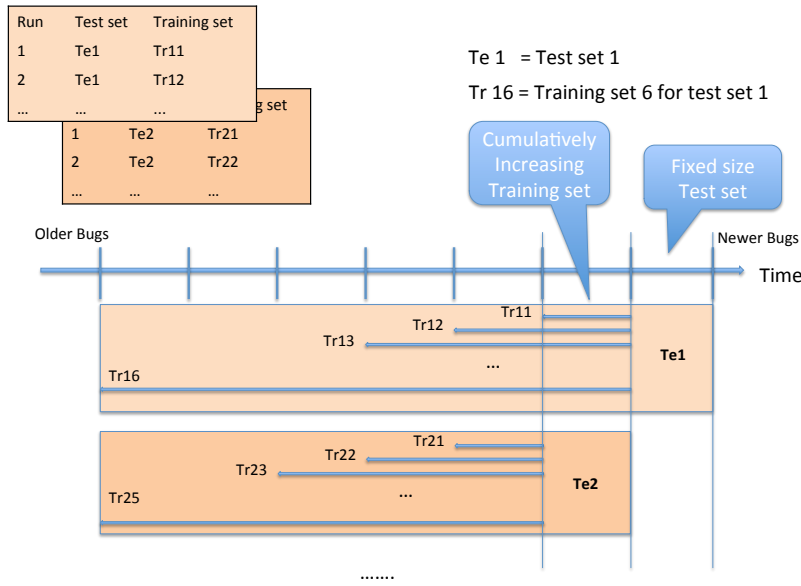 Run Test set Training set
1 Te1 Tr11
2 Te1 Tr12
... ... ...
g set
1 Te2 Tr21
2 Te2 Tr22
... ... ...
Te 1 = Test set 1
Tr 16 = Training set 6 for test set 1
Cumulatively
Increasing
Training set
Fixed size
Test set
Older Bugs
Newer Bugs
Time
Tr11
Tr12
Tr13
...
Te1
Tr16
Tr21
Tr22
Tr23
...
Te2
Tr25
.......